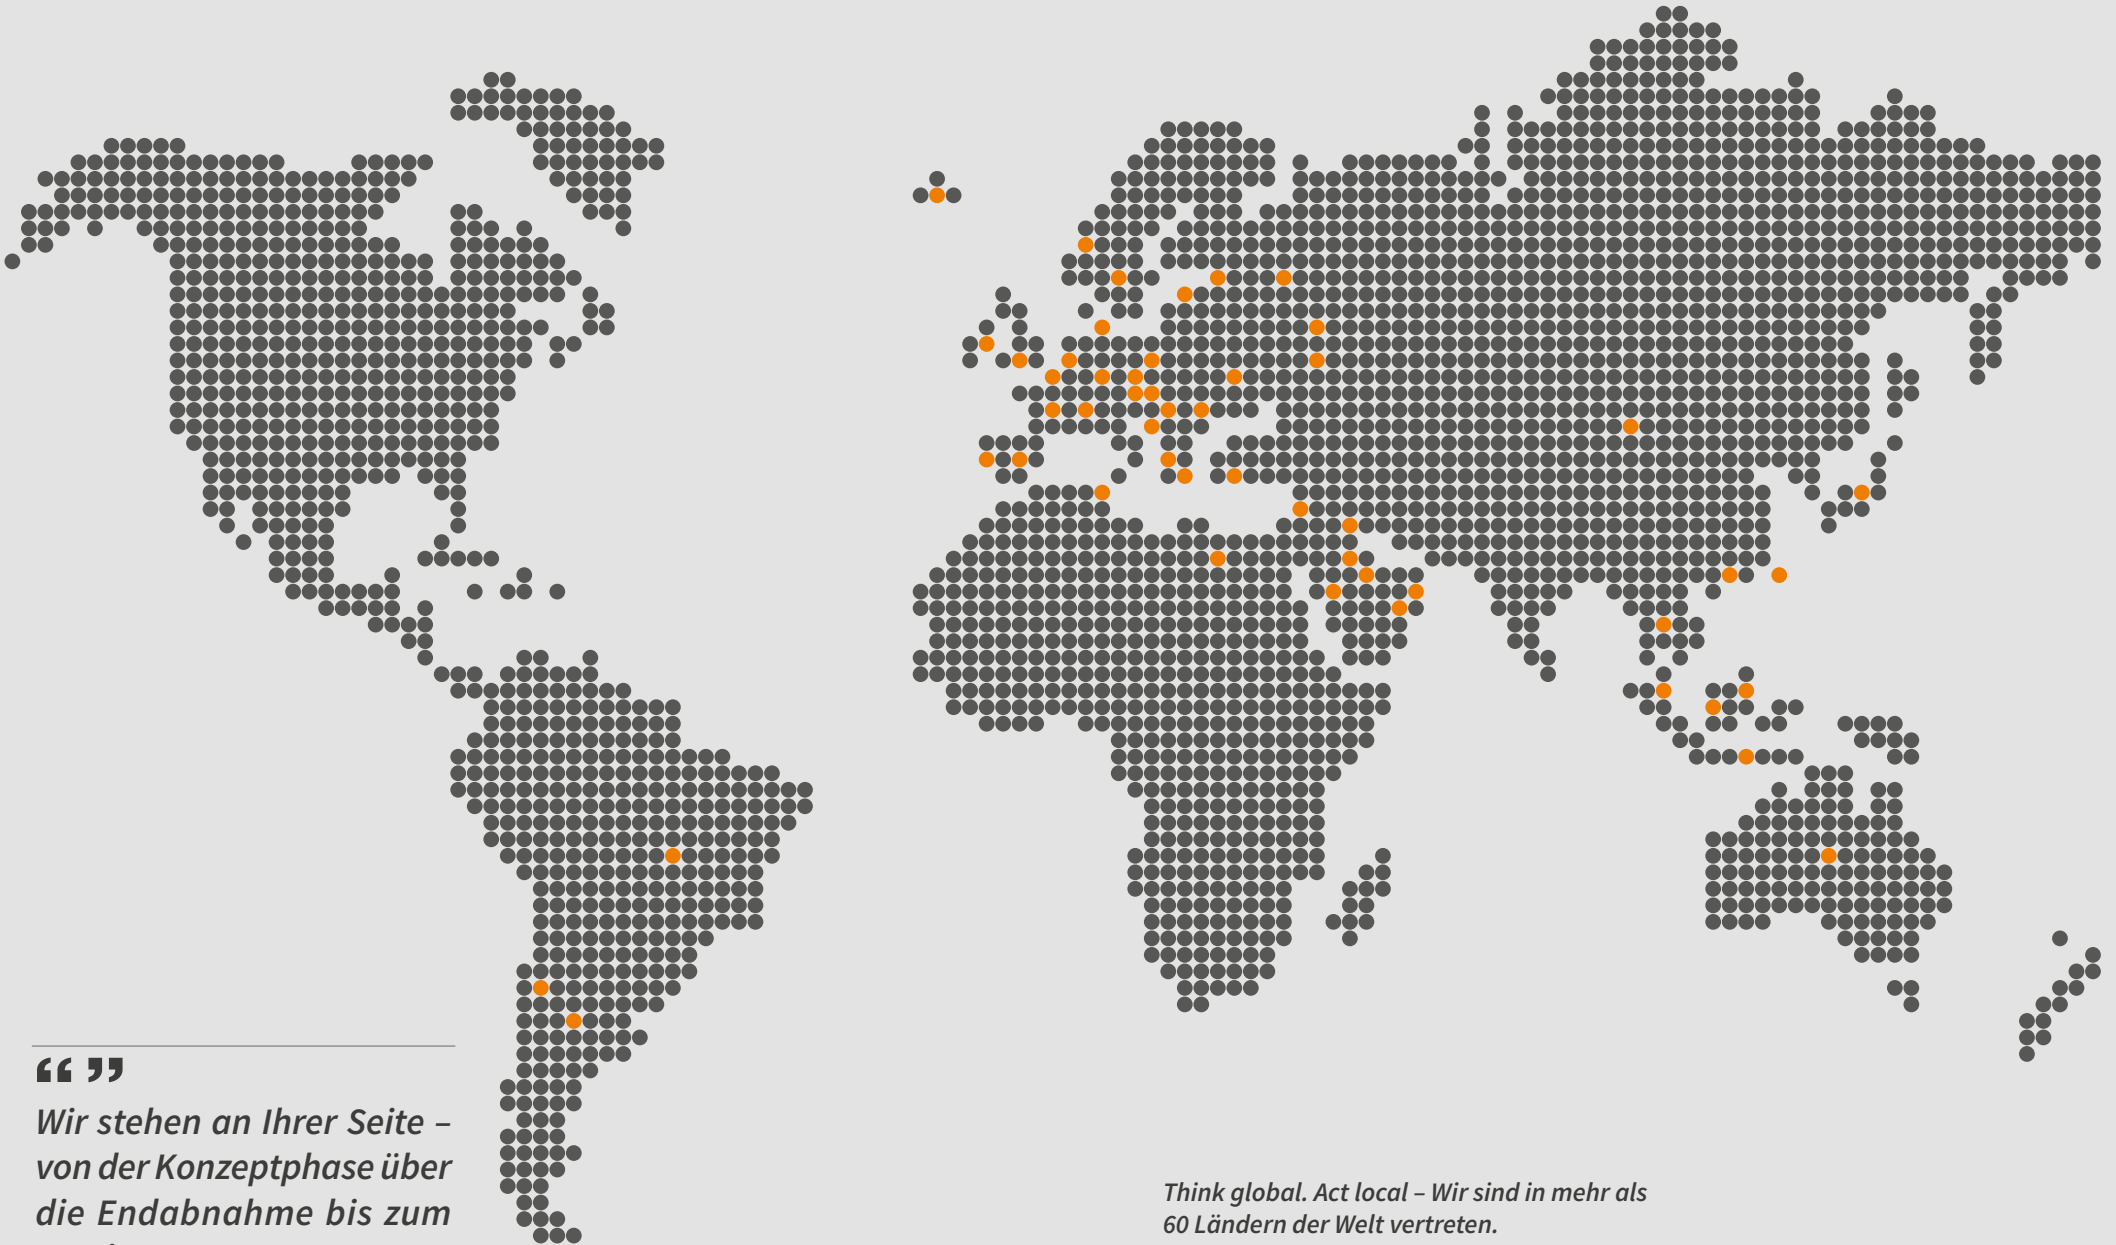 “ ”
Wir stehen an Ihrer Seite –
von der Konzeptphase über
die Endabnahme bis zum
Think global. Act local – Wir sind in mehr als
60 Ländern der Welt vertreten.